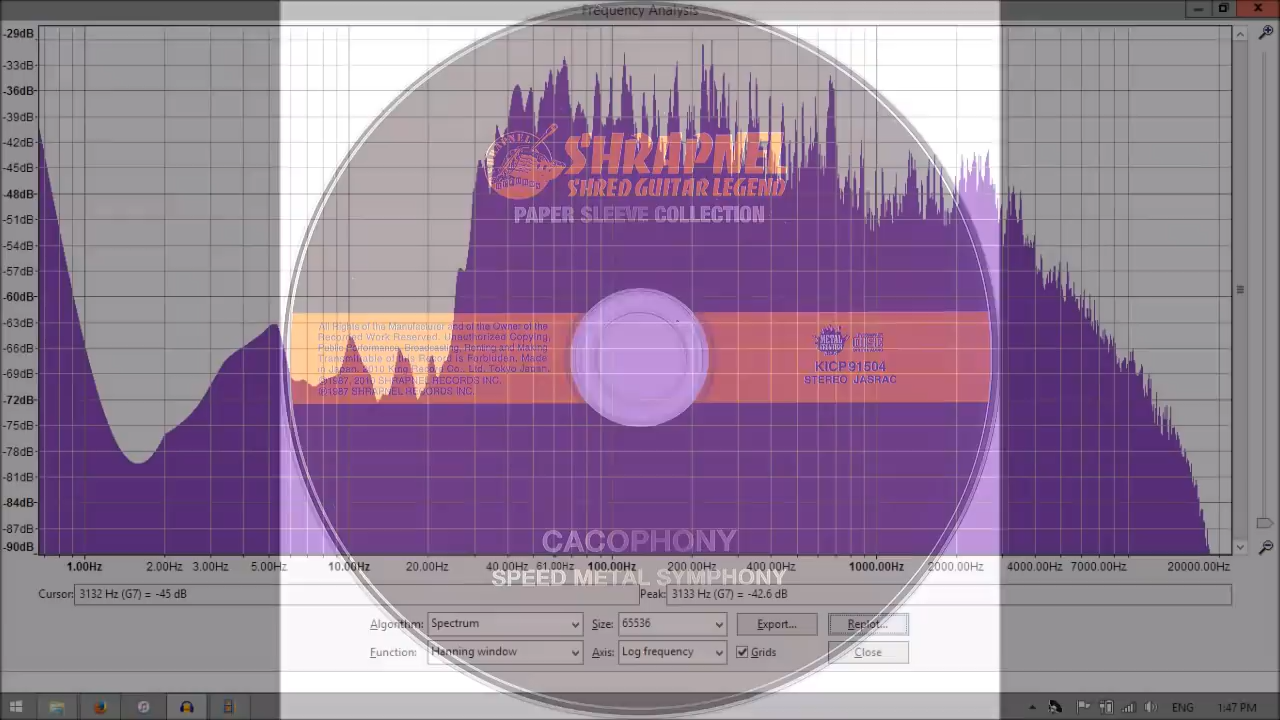 Frequency Analysis
-29dB
-33dB
-36dB
-39dB
-42dB
-45dB
-48dB
-51dB
-54dB
-57dB
-60dB
-63dB
-66dB
-69dB
-72dB
-75dB
-78dB
-81dB
-84dB
-87dB
-90dB
SHRAPNEL
SHRAPNEL
SHRED GUITAR LEGEND
PAPER SLEEVE COLLECTION
All Rights of the Manufacturer and of the Owner of the
Recorded Work Reserved. Unauthorized Copying,
Public Performance, Broadcasting, Renting and Making
Transmittable of this Record is Forbidden. Made
in Japan. 2010 King Record Co., Ltd. Tokyo Japan.
©1987, 2010 SHRAPNEL RECORDS INC.
Ⓟ1987 SHRAPNEL RECORDS INC.
METAL
disc
KICP 91504
STEREO JASRAC
CACOPHONY
SPEED METAL SYMPHONY
1.00Hz 2.00Hz 3.00Hz 5.00Hz 10.00Hz 20.00Hz 40.00Hz 61.00Hz 100.00Hz 200.00Hz 400.00Hz 1000.00Hz 2000.00Hz 4000.00Hz 7000.00Hz 20000.00Hz
Cursor: 3132 Hz (G7) = -45 dB Peak: 3133 Hz (G7) = -42.6 dB
Algorithm: Spectrum Size: 65536 Export... Replot...
Function: Hanning window Axis: Log frequency Grids Close
ENG 1:47 PM